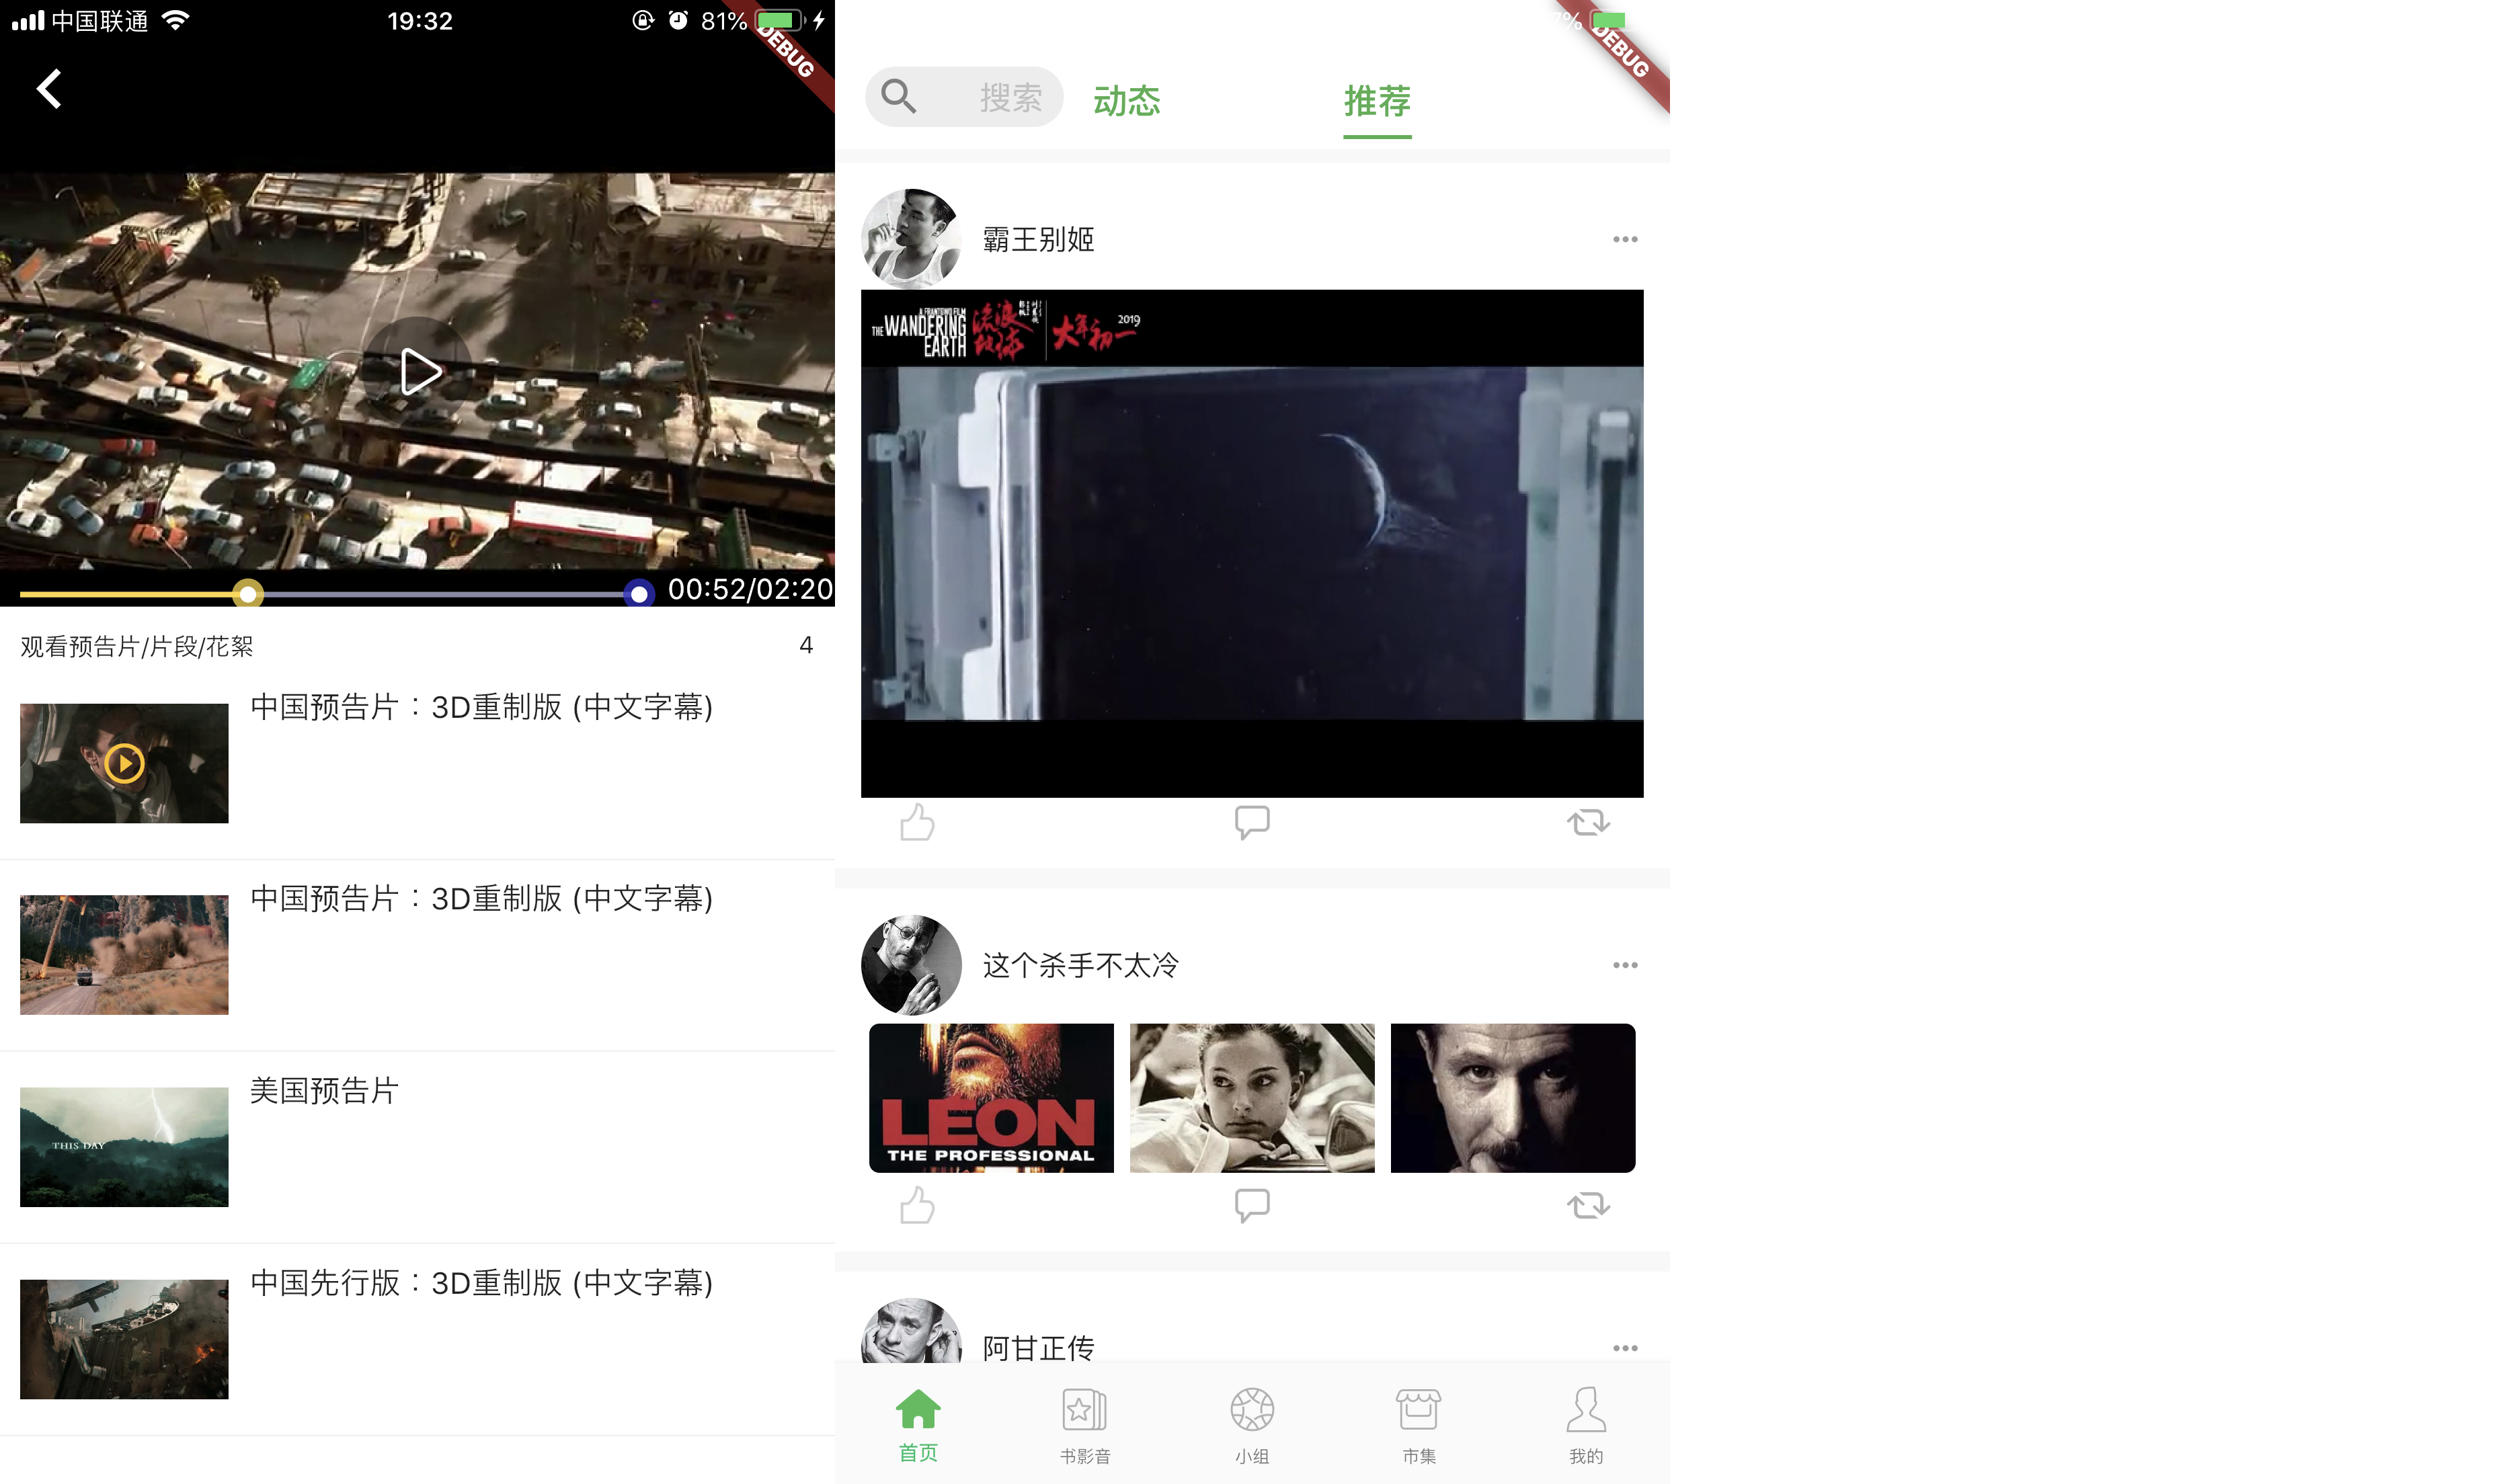 中国联通
19:32
81%
DEBUG
00:52/02:20
观看预告片/片段/花絮
4
中国预告片：3D重制版 (中文字幕)
中国预告片：3D重制版 (中文字幕)
美国预告片
THIS DAY
中国先行版：3D重制版 (中文字幕)
7%
DEBUG
搜索
动态
推荐
霸王别姬
A FRANT GWO FILM
THE WANDERING EARTH
流浪地球
大年初一
2019
这个杀手不太冷
LEON
THE PROFESSIONAL
阿甘正传
首页
书影音
小组
市集
我的